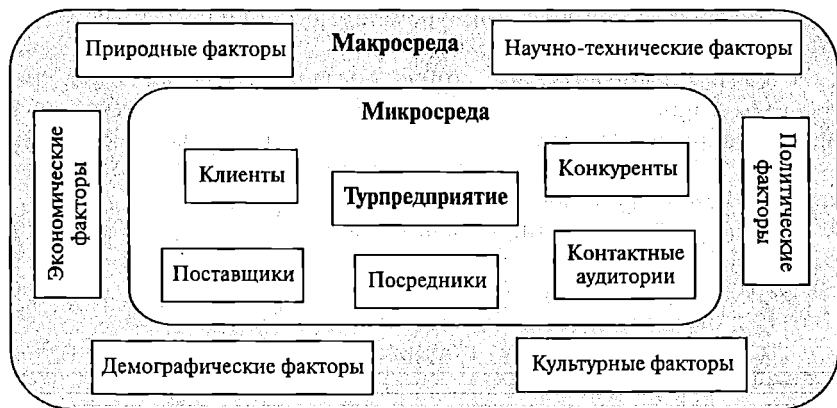 Природные факторы
Макросреда
Научно-технические факторы
Микросреда
Экономические
факторы
Клиенты
Турпредприятие
Конкуренты
Политические
факторы
Поставщики
Посредники
Контактные
аудитории
Демографические факторы
Культурные факторы